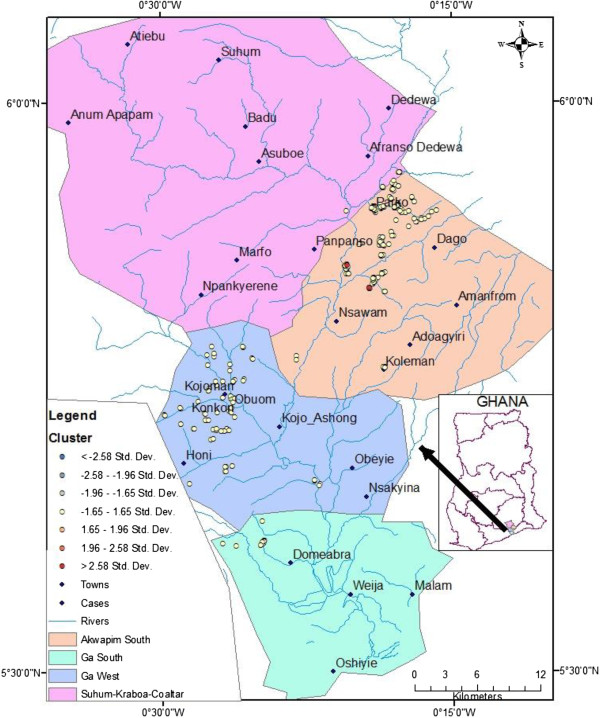 0°30'0"W
0°15'0"W
N
W
E
S
Atiebu
Suhum
6°0'0"N
6°0'0"N
Dedewa
Anum Apapam
Badu
Asuboe
Afranso Dedewa
Parko
Panpanso
Dago
Marfo
Npankyerene
Amanfrom
Nsawam
Adoagyiri
Koleman
Kojoman
Obuom
Konkon
Kojo_Ashong
Honi
Obeyie
Nsakyina
GHANA
Legend
Cluster
< -2.58 Std. Dev.
-2.58 - -1.96 Std. Dev.
-1.96 - -1.65 Std. Dev.
-1.65 - 1.65 Std. Dev.
1.65 - 1.96 Std. Dev.
1.96 - 2.58 Std. Dev.
> 2.58 Std. Dev.
Towns
Cases
Rivers
Akwapim South
Ga South
Ga West
Suhum-Kraboa-Coaltar
Domeabra
Weija
Malam
Oshiyie
5°30'0"N
5°30'0"N
0 3 6 9 12
Kilometers
0°30'0"W
0°15'0"W